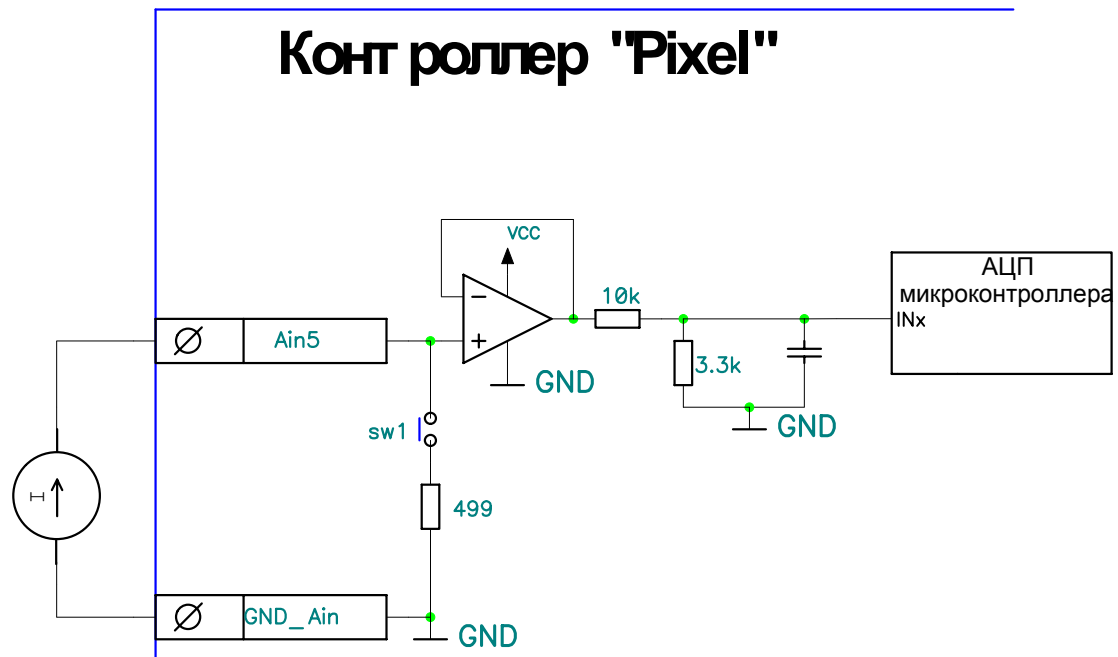 Контроллер "Pixel"
VCC
АЦП
микроконтроллера
INx
10k
Ain5
3.3k
GND
GND
sw1
I
499
GND_Ain
GND